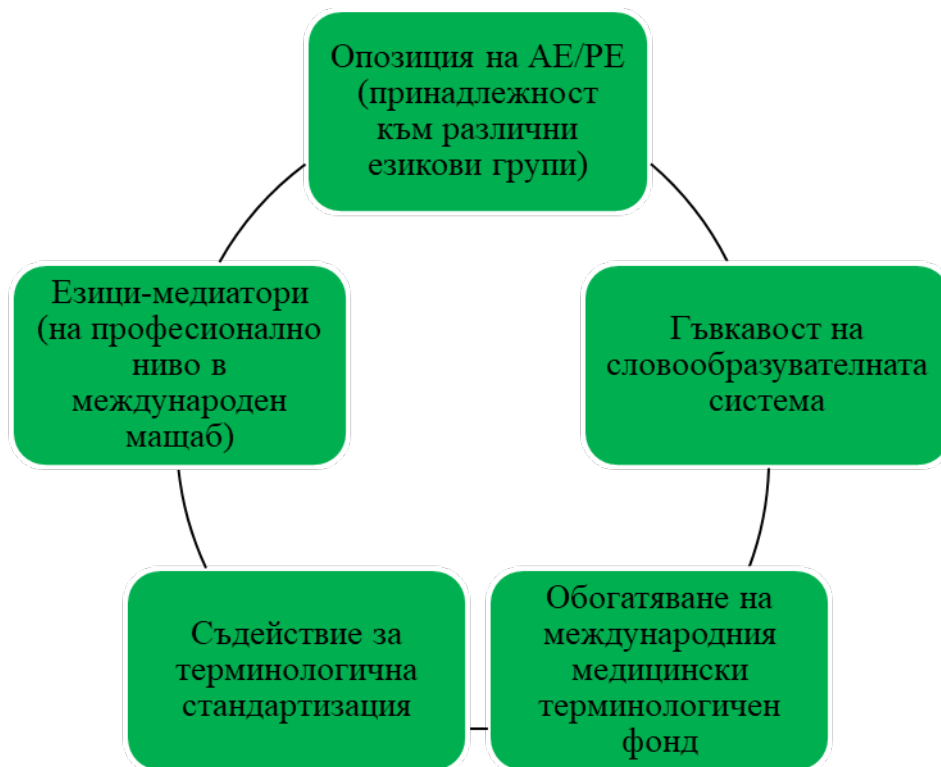 Опозиция на АЕ/РЕ
(принадлежност
към различни
езикови групи)
Гъвкавост на
словообразувателната
система
Обогатяване на
международния
медицински
терминологичен
фонд
Съдействие за
терминологична
стандартизация
Езици-медиатори
(на професионално
ниво в
международен
мащаб)